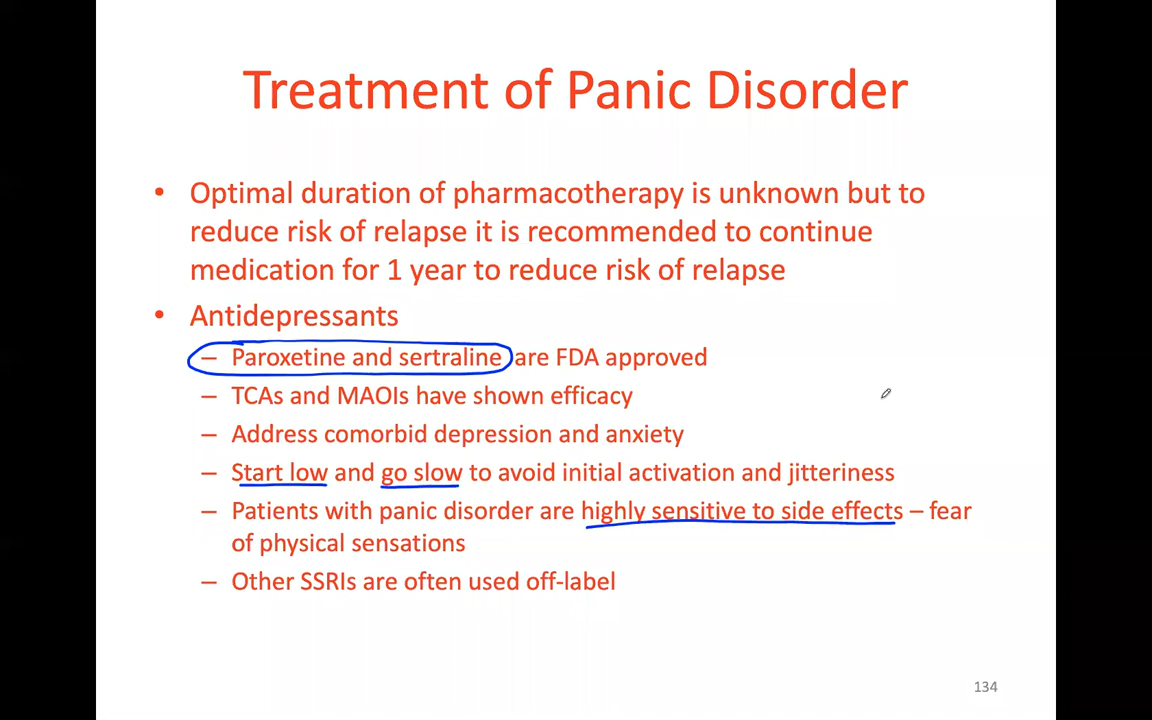 Treatment of Panic Disorder
• Optimal duration of pharmacotherapy is unknown but to
reduce risk of relapse it is recommended to continue
medication for 1 year to reduce risk of relapse
• Antidepressants
– Paroxetine and sertraline are FDA approved
– TCAs and MAOIs have shown efficacy
– Address comorbid depression and anxiety
– Start low and go slow to avoid initial activation and jitteriness
– Patients with panic disorder are highly sensitive to side effects – fear
of physical sensations
– Other SSRIs are often used off-label
134